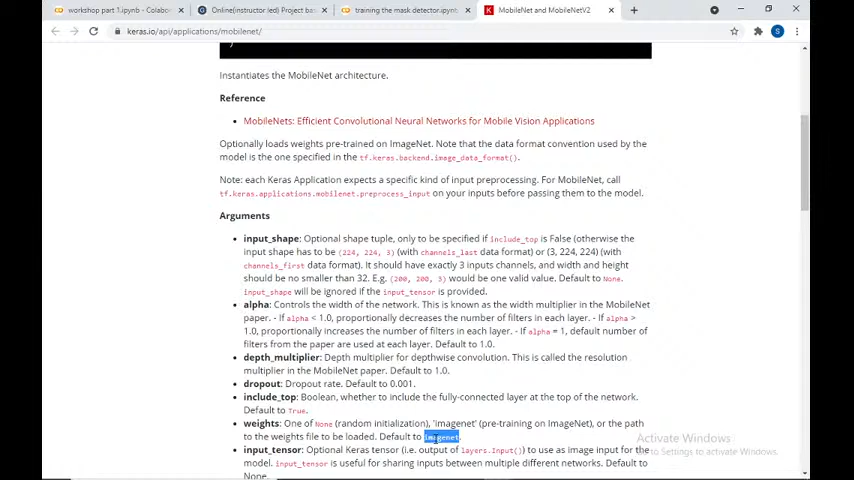 workshop part 1.ipynb - Colabo
Online(instructor led) Project bas
training the mask detector.ipynb
MobileNet and MobileNetV2
keras.io/api/applications/mobilenet/
S
Instantiates the MobileNet architecture.
Reference
• MobileNets: Efficient Convolutional Neural Networks for Mobile Vision Applications
Optionally loads weights pre-trained on ImageNet. Note that the data format convention used by the
model is the one specified in the tf.keras.backend.image_data_format().
Note: each Keras Application expects a specific kind of input preprocessing. For MobileNet, call
tf.keras.applications.mobilenet.preprocess_input on your inputs before passing them to the model.
Arguments
• input_shape: Optional shape tuple, only to be specified if include_top is False (otherwise the
input shape has to be (224, 224, 3) (with channels_last data format) or (3, 224, 224) (with
channels_first data format). It should have exactly 3 inputs channels, and width and height
should be no smaller than 32. E.g. (200, 200, 3) would be one valid value. Default to None.
input_shape will be ignored if the input_tensor is provided.
• alpha: Controls the width of the network. This is known as the width multiplier in the MobileNet
paper. - If alpha < 1.0, proportionally decreases the number of filters in each layer. - If alpha >
1.0, proportionally increases the number of filters in each layer. - If alpha = 1, default number of
filters from the paper are used at each layer. Default to 1.0.
• depth_multiplier: Depth multiplier for depthwise convolution. This is called the resolution
multiplier in the MobileNet paper. Default to 1.0.
• dropout: Dropout rate. Default to 0.001.
• include_top: Boolean, whether to include the fully-connected layer at the top of the network.
Default to True.
• weights: One of None (random initialization), 'imagenet' (pre-training on ImageNet), or the path
to the weights file to be loaded. Default to imagenet.
• input_tensor: Optional Keras tensor (i.e. output of layers.Input()) to use as image input for the
model. input_tensor is useful for sharing inputs between multiple different networks. Default to
None.
Activate Windows
Go to Settings to activate Windows.